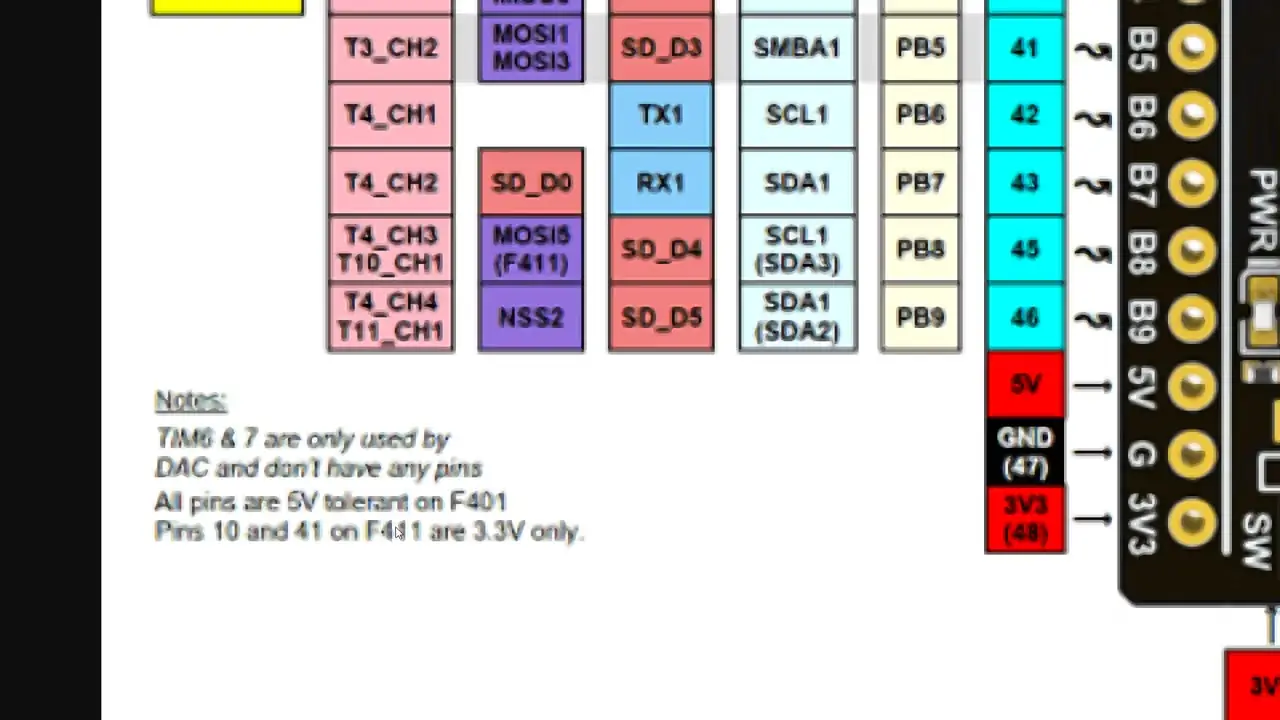 T3_CH2 MOSI1 MOSI3 SD_D3 SMBA1 PB5 41 B5
T4_CH1 TX1 SCL1 PB6 42 B6
T4_CH2 SD_D0 RX1 SDA1 PB7 43 B7
T4_CH3 T10_CH1 MOSI5 (F411) SD_D4 SCL1 (SDA3) PB8 45 B8
T4_CH4 T11_CH1 NSS2 SD_D5 SDA1 (SDA2) PB9 46 B9
5V 5V
GND (47) G
3V3 (48) 3V3
PWR
SW
Notes:
TIM6 & 7 are only used by
DAC and don't have any pins
All pins are 5V tolerant on F401
Pins 10 and 41 on F411 are 3.3V only.